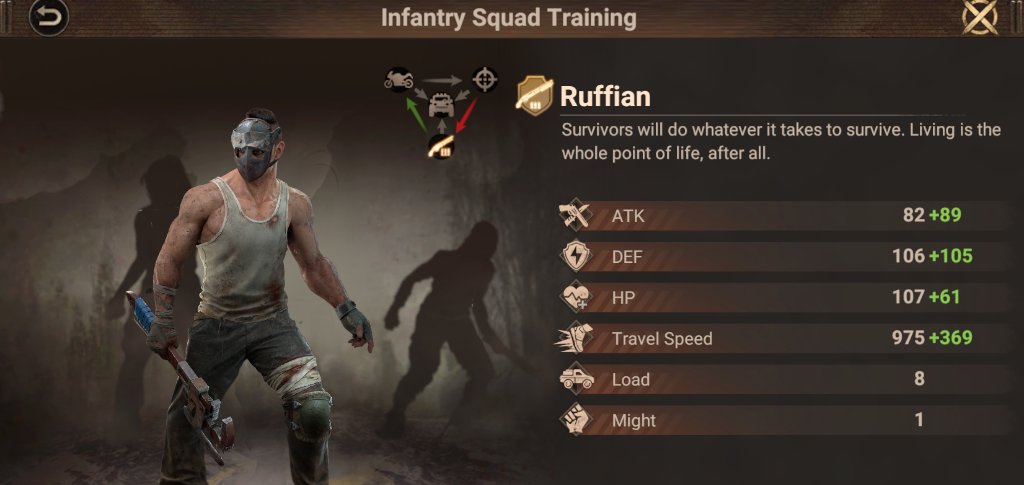 Infantry Squad Training
Ruffian
Survivors will do whatever it takes to survive. Living is the
whole point of life, after all.
ATK 82 +89
DEF 106 +105
HP 107 +61
Travel Speed 975 +369
Load 8
Might 1